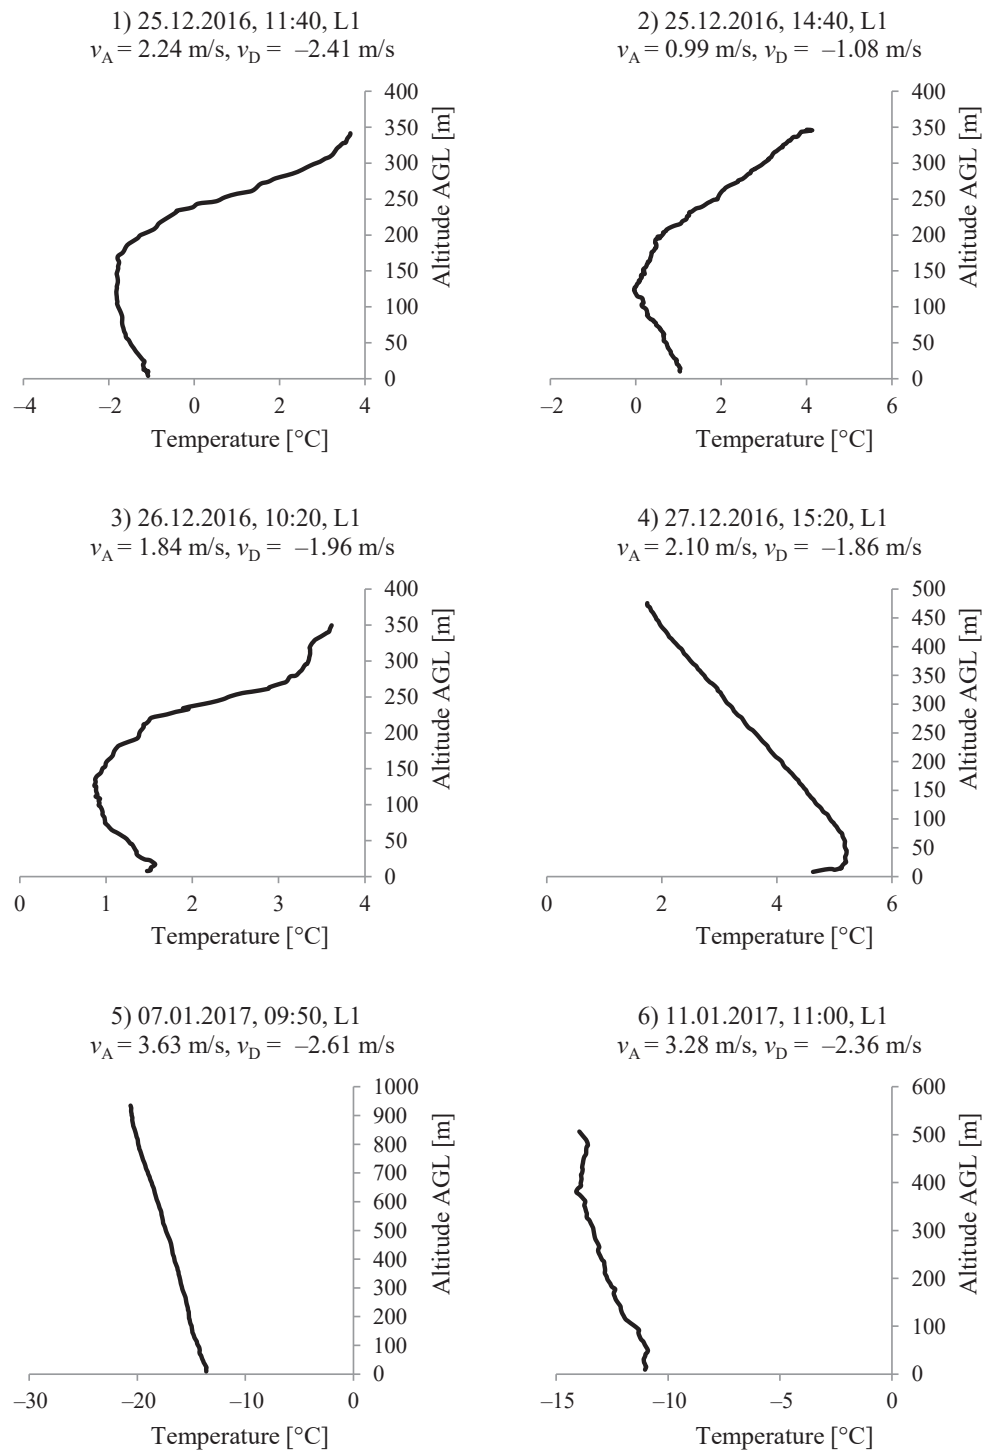 1) 25.12.2016, 11:40, L1
vA = 2.24 m/s, vD = –2.41 m/s
400
350
300
250
200
150
100
50
0
Altitude AGL [m]
–4 –2 0 2 4
Temperature [°C]
2) 25.12.2016, 14:40, L1
vA = 0.99 m/s, vD = –1.08 m/s
400
350
300
250
200
150
100
50
0
Altitude AGL [m]
–2 0 2 4 6
Temperature [°C]
3) 26.12.2016, 10:20, L1
vA = 1.84 m/s, vD = –1.96 m/s
400
350
300
250
200
150
100
50
0
Altitude AGL [m]
0 1 2 3 4
Temperature [°C]
4) 27.12.2016, 15:20, L1
vA = 2.10 m/s, vD = –1.86 m/s
500
450
400
350
300
250
200
150
100
50
0
Altitude AGL [m]
0 2 4 6
Temperature [°C]
5) 07.01.2017, 09:50, L1
vA = 3.63 m/s, vD = –2.61 m/s
1000
900
800
700
600
500
400
300
200
100
0
Altitude AGL [m]
–30 –20 –10 0
Temperature [°C]
6) 11.01.2017, 11:00, L1
vA = 3.28 m/s, vD = –2.36 m/s
600
500
400
300
200
100
0
Altitude AGL [m]
–15 –10 –5 0
Temperature [°C]